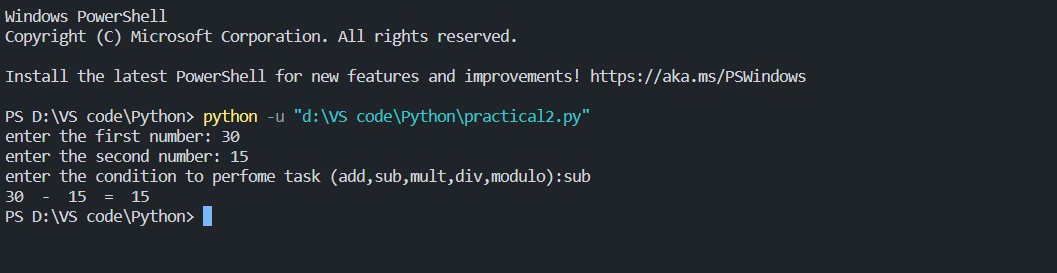 Windows PowerShell
Copyright (C) Microsoft Corporation. All rights reserved.
Install the latest PowerShell for new features and improvements! https://aka.ms/PSWindows
PS D:\VS code\Python> python -u "d:\VS code\Python\practical2.py"
enter the first number: 30
enter the second number: 15
enter the condition to perfome task (add,sub,mult,div,modulo):sub
30  -  15  =  15
PS D:\VS code\Python>